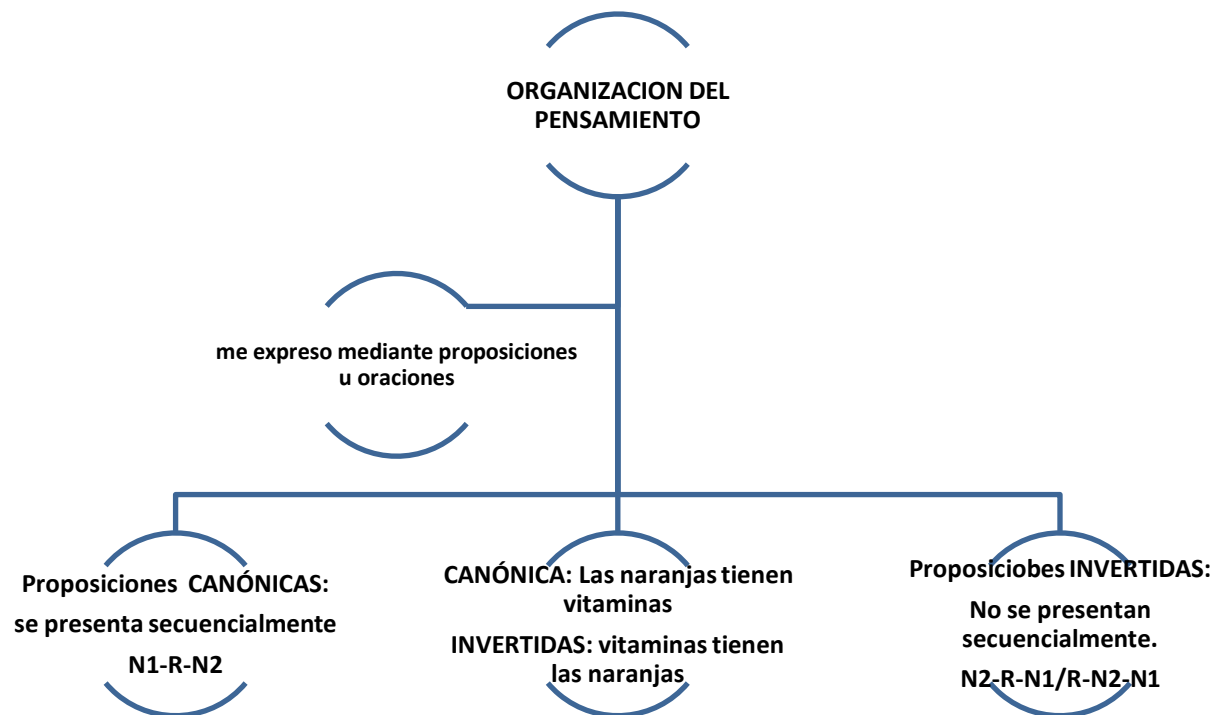 ORGANIZACION DEL
PENSAMIENTO
me expreso mediante proposiciones
u oraciones
Proposiciones CANÓNICAS:
se presenta secuencialmente
N1-R-N2
CANÓNICA: Las naranjas tienen
vitaminas
INVERTIDAS: vitaminas tienen
las naranjas
Proposiciobes INVERTIDAS:
No se presentan
secuencialmente.
N2-R-N1/R-N2-N1